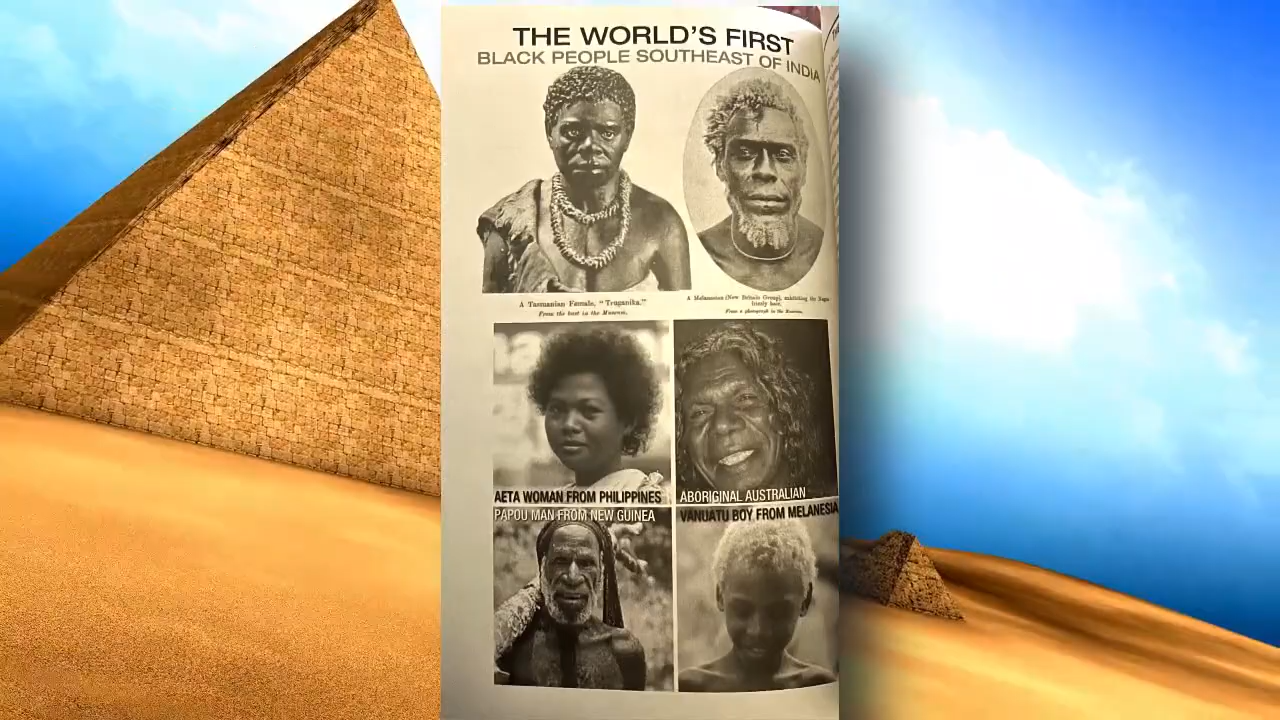 THE WORLD'S FIRST
BLACK PEOPLE SOUTHEAST OF INDIA
A Tasmanian Female, "Truganika."
From the bust in the Museum.
A Melanesian (New Britain Group), exhibiting the
frizzly hair.
From a photograph in the Museum.
AETA WOMAN FROM PHILIPPINES
ABORIGINAL AUSTRALIAN
PAPOU MAN FROM NEW GUINEA
VANUATU BOY FROM MELANESIA